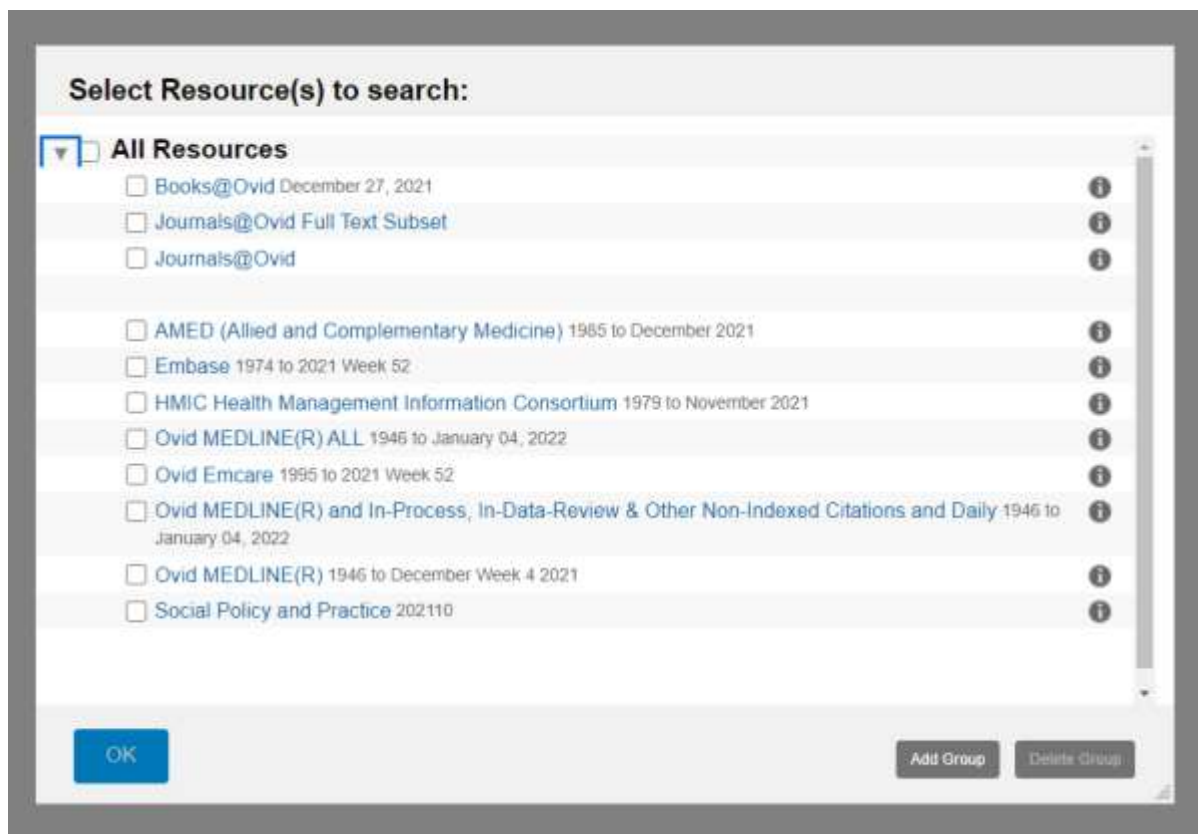 Select Resource(s) to search:
All Resources
Books@Ovid December 27, 2021
Journals@Ovid Full Text Subset
Journals@Ovid
AMED (Allied and Complementary Medicine) 1985 to December 2021
Embase 1974 to 2021 Week 52
HMIC Health Management Information Consortium 1979 to November 2021
Ovid MEDLINE(R) ALL 1946 to January 04, 2022
Ovid Emcare 1995 to 2021 Week 52
Ovid MEDLINE(R) and In-Process, In-Data-Review & Other Non-Indexed Citations and Daily 1946 to
January 04, 2022
Ovid MEDLINE(R) 1946 to December Week 4 2021
Social Policy and Practice 202110
OK
Add Group
Delete Group